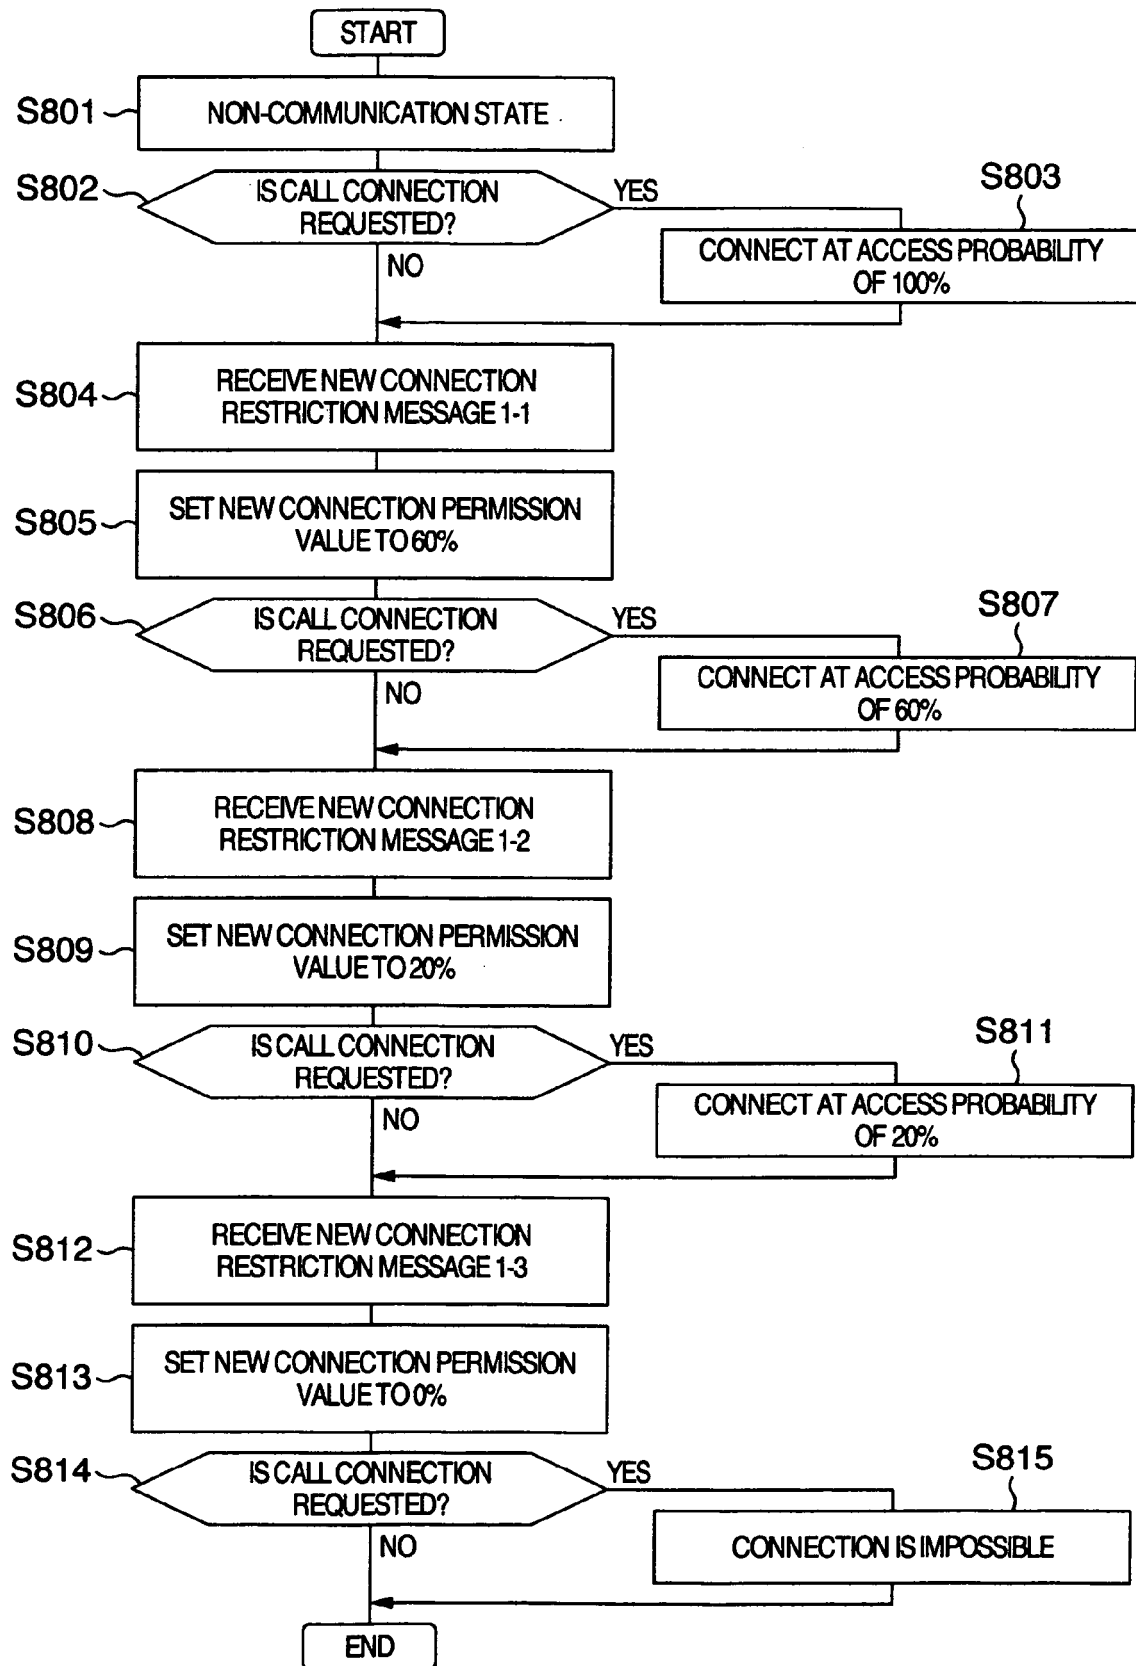 START
S801
NON-COMMUNICATION STATE
S802
IS CALL CONNECTION
REQUESTED?
YES
S803
CONNECT AT ACCESS PROBABILITY
OF 100%
NO
S804
RECEIVE NEW CONNECTION
RESTRICTION MESSAGE 1-1
S805
SET NEW CONNECTION PERMISSION
VALUE TO 60%
S806
IS CALL CONNECTION
REQUESTED?
YES
S807
CONNECT AT ACCESS PROBABILITY
OF 60%
NO
S808
RECEIVE NEW CONNECTION
RESTRICTION MESSAGE 1-2
S809
SET NEW CONNECTION PERMISSION
VALUE TO 20%
S810
IS CALL CONNECTION
REQUESTED?
YES
S811
CONNECT AT ACCESS PROBABILITY
OF 20%
NO
S812
RECEIVE NEW CONNECTION
RESTRICTION MESSAGE 1-3
S813
SET NEW CONNECTION PERMISSION
VALUE TO 0%
S814
IS CALL CONNECTION
REQUESTED?
YES
S815
CONNECTION IS IMPOSSIBLE
NO
END